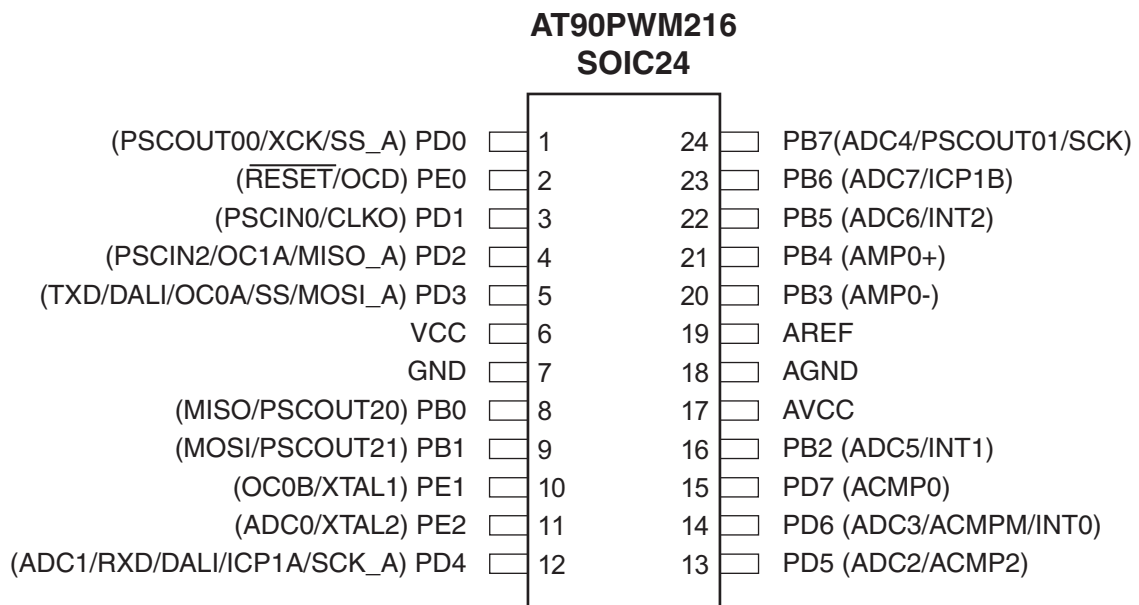 AT90PWM216
SOIC24
(PSCOUT00/XCK/SS_A) PD0 1 24 PB7(ADC4/PSCOUT01/SCK)
(RESET/OCD) PE0 2 23 PB6 (ADC7/ICP1B)
(PSCIN0/CLKO) PD1 3 22 PB5 (ADC6/INT2)
(PSCIN2/OC1A/MISO_A) PD2 4 21 PB4 (AMP0+)
(TXD/DALI/OC0A/SS/MOSI_A) PD3 5 20 PB3 (AMP0-)
VCC 6 19 AREF
GND 7 18 AGND
(MISO/PSCOUT20) PB0 8 17 AVCC
(MOSI/PSCOUT21) PB1 9 16 PB2 (ADC5/INT1)
(OC0B/XTAL1) PE1 10 15 PD7 (ACMP0)
(ADC0/XTAL2) PE2 11 14 PD6 (ADC3/ACMPM/INT0)
(ADC1/RXD/DALI/ICP1A/SCK_A) PD4 12 13 PD5 (ADC2/ACMP2)